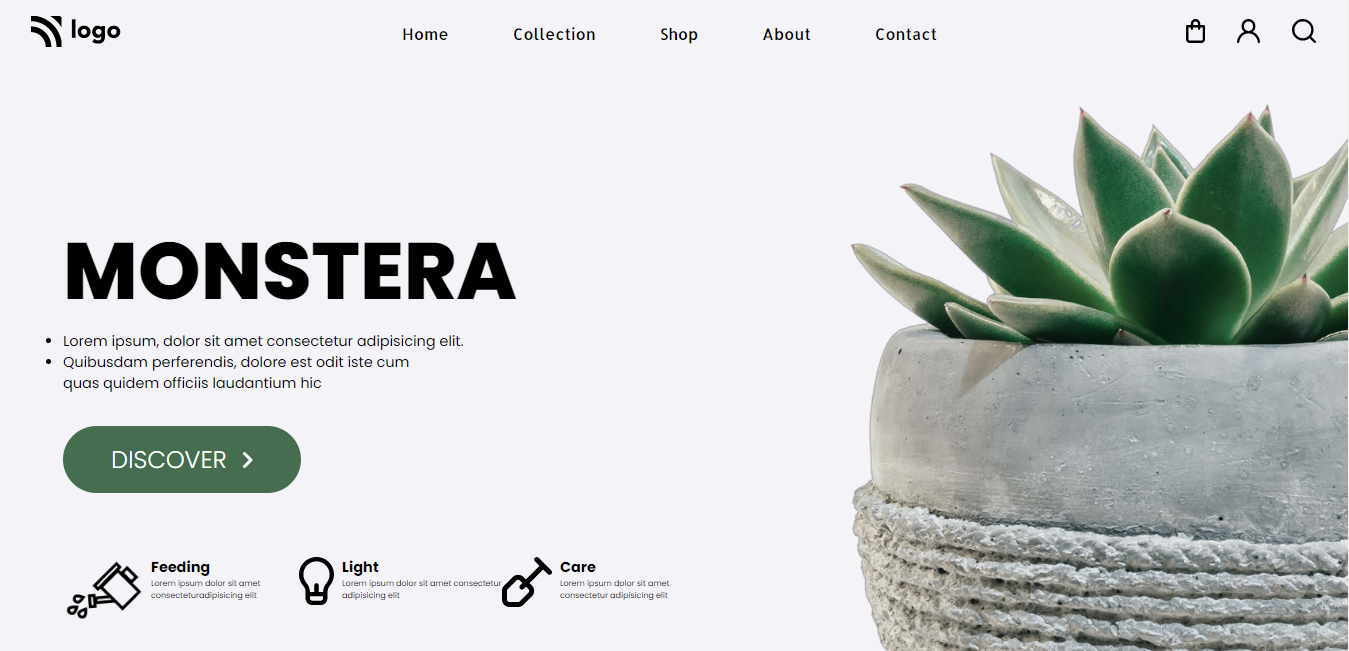 logo
Home Collection Shop About Contact
MONSTERA
Lorem ipsum, dolor sit amet consectetur adipisicing elit.
Quibusdam perferendis, dolore est odit iste cum
quas quidem officiis laudantium hic
DISCOVER
Feeding
Lorem ipsum dolor sit amet
consecteturadipisicing elit
Light
Lorem ipsum dolor sit amet consectetur
adipisicing elit
Care
Lorem ipsum dolor sit amet
consectetur adipisicing elit